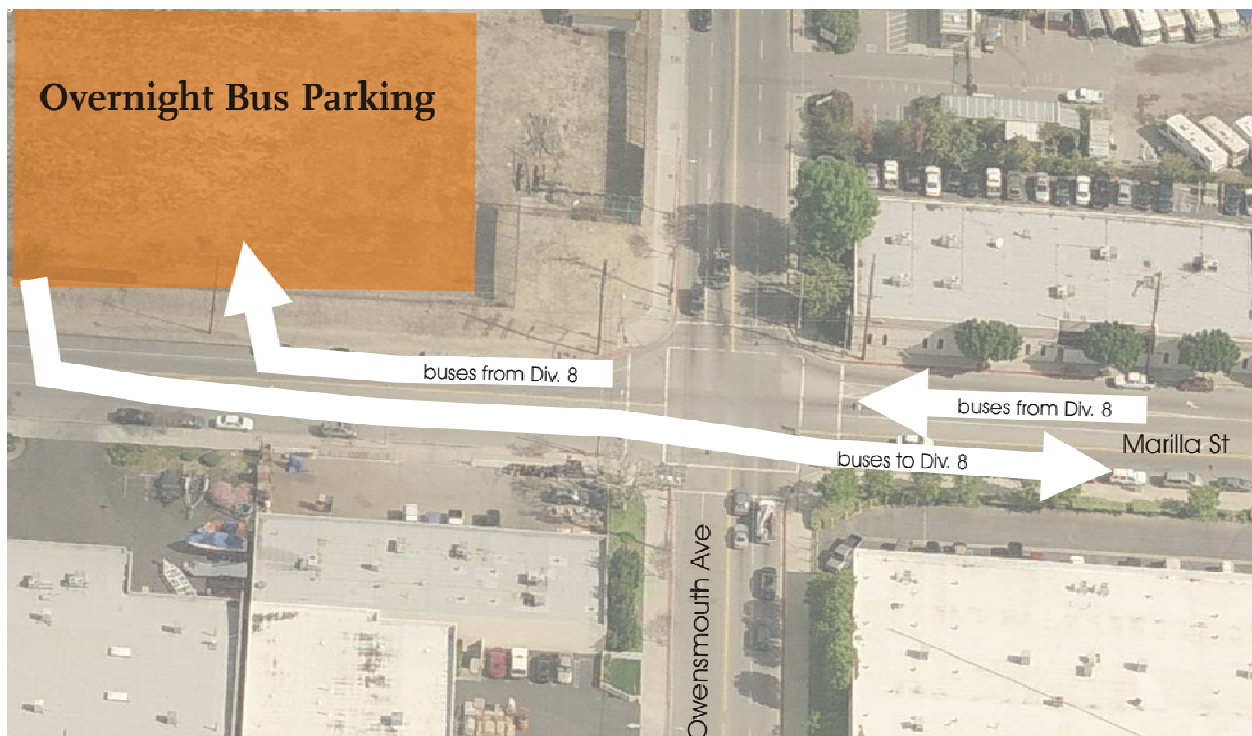 Overnight Bus Parking
buses from Div. 8
buses from Div. 8
Marilla St
buses to Div. 8
Owensmouth Ave